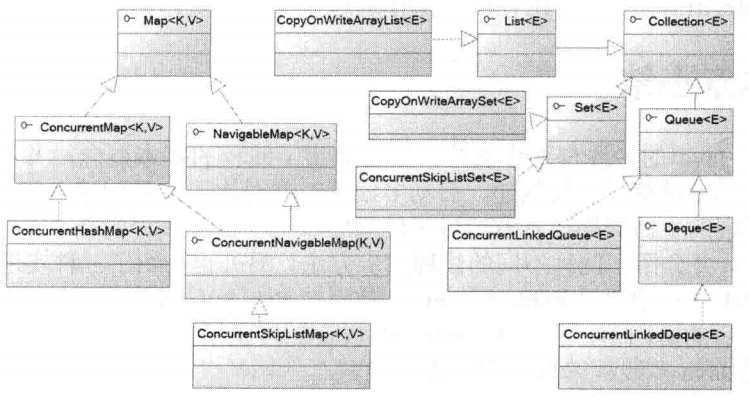 Map<K,V>
CopyOnWriteArrayList<E>
List<E>
Collection<E>
CopyOnWriteArraySet<E>
Set<E>
Queue<E>
ConcurrentMap<K,V>
NavigableMap<K,V>
ConcurrentSkipListSet<E>
ConcurrentHashMap<K,V>
ConcurrentNavigableMap(K,V)
ConcurrentLinkedQueue<E>
Deque<E>
ConcurrentSkipListMap<K,V>
ConcurrentLinkedDeque<E>